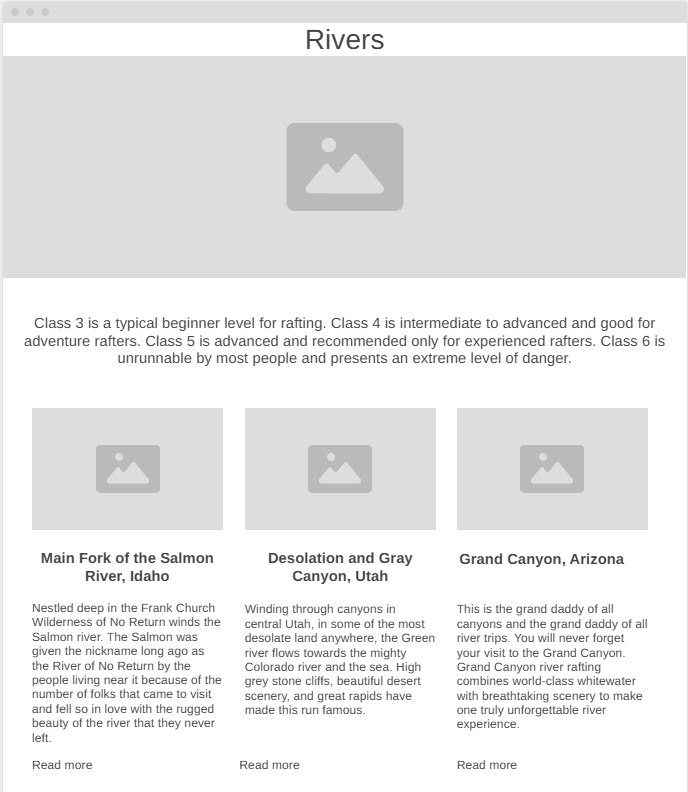 Rivers
Class 3 is a typical beginner level for rafting. Class 4 is intermediate to advanced and good for
adventure rafters. Class 5 is advanced and recommended only for experienced rafters. Class 6 is
unrunnable by most people and presents an extreme level of danger.
Main Fork of the Salmon
River, Idaho
Nestled deep in the Frank Church
Wilderness of No Return winds the
Salmon river. The Salmon was
given the nickname long ago as
the River of No Return by the
people living near it because of the
number of folks that came to visit
and fell so in love with the rugged
beauty of the river that they never
left.
Read more
Desolation and Gray
Canyon, Utah
Winding through canyons in
central Utah, in some of the most
desolate land anywhere, the Green
river flows towards the mighty
Colorado river and the sea. High
grey stone cliffs, beautiful desert
scenery, and great rapids have
made this run famous.
Read more
Grand Canyon, Arizona
This is the grand daddy of all
canyons and the grand daddy of all
river trips. You will never forget
your visit to the Grand Canyon.
Grand Canyon river rafting
combines world-class whitewater
with breathtaking scenery to make
one truly unforgettable river
experience.
Read more